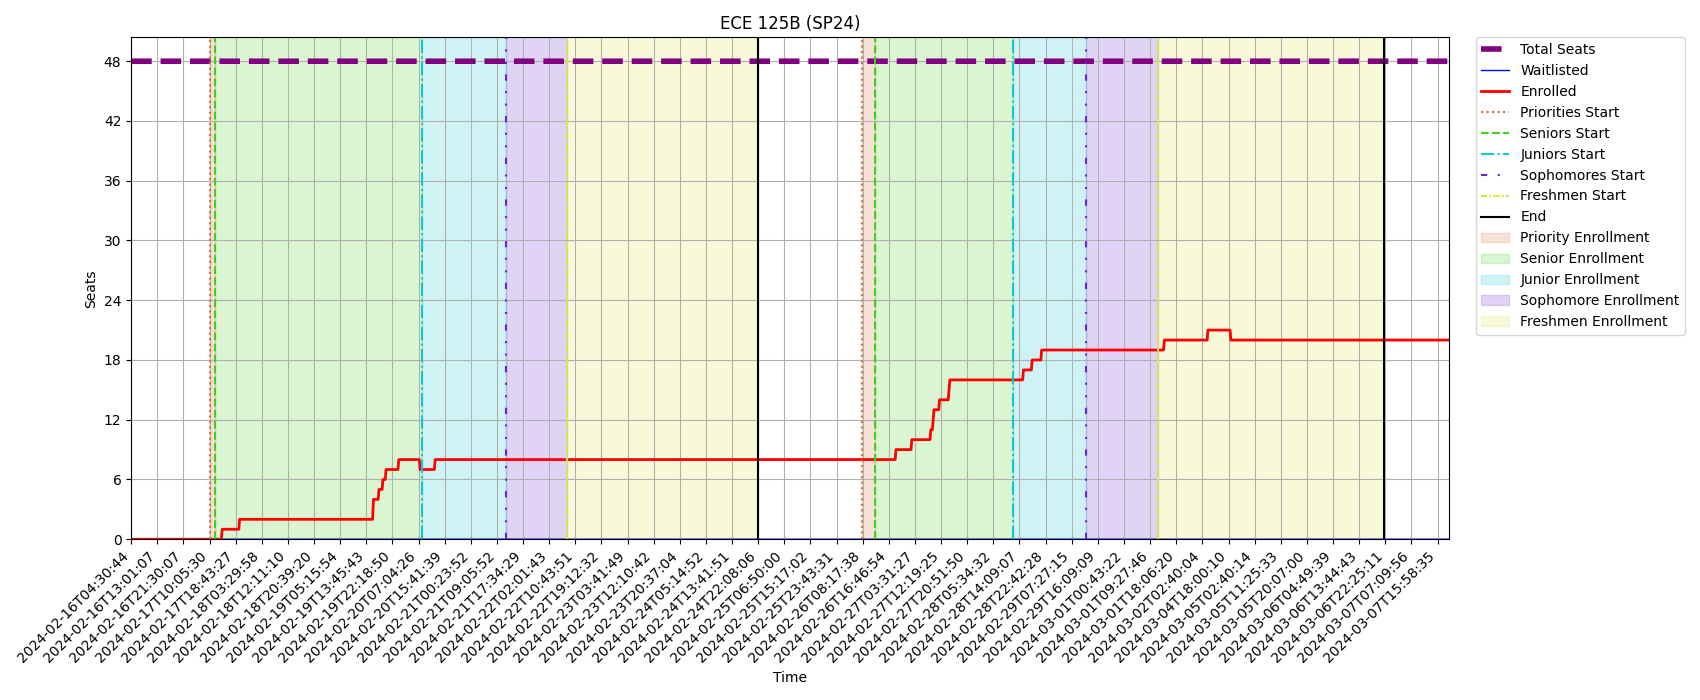 ECE 125B (SP24)
Seats
48
42
36
30
24
18
12
6
0
2024-02-16T04:30:44
2024-02-16T13:01:07
2024-02-16T21:30:07
2024-02-17T10:05:30
2024-02-17T18:43:27
2024-02-18T03:29:58
2024-02-18T12:11:10
2024-02-18T20:39:20
2024-02-19T05:15:54
2024-02-19T13:45:43
2024-02-19T22:18:50
2024-02-20T07:04:26
2024-02-20T15:41:39
2024-02-21T00:23:52
2024-02-21T09:05:52
2024-02-21T17:34:29
2024-02-22T02:01:43
2024-02-22T10:43:51
2024-02-22T19:12:32
2024-02-23T03:41:49
2024-02-23T12:10:42
2024-02-23T20:37:04
2024-02-24T05:14:52
2024-02-24T13:41:51
2024-02-24T22:08:06
2024-02-25T06:50:00
2024-02-25T15:17:02
2024-02-25T23:43:31
2024-02-26T08:17:38
2024-02-26T16:46:54
2024-02-27T03:31:27
2024-02-27T12:19:25
2024-02-27T20:51:50
2024-02-28T05:34:32
2024-02-28T14:09:07
2024-02-28T22:42:28
2024-02-29T07:27:15
2024-02-29T16:09:09
2024-03-01T00:43:22
2024-03-01T09:27:46
2024-03-01T18:06:20
2024-03-02T02:40:04
2024-03-04T18:00:10
2024-03-05T02:40:14
2024-03-05T11:25:33
2024-03-05T20:07:00
2024-03-06T04:49:39
2024-03-06T13:44:43
2024-03-06T22:25:11
2024-03-07T07:09:56
2024-03-07T15:58:35
Time
Total Seats
Waitlisted
Enrolled
Priorities Start
Seniors Start
Juniors Start
Sophomores Start
Freshmen Start
End
Priority Enrollment
Senior Enrollment
Junior Enrollment
Sophomore Enrollment
Freshmen Enrollment